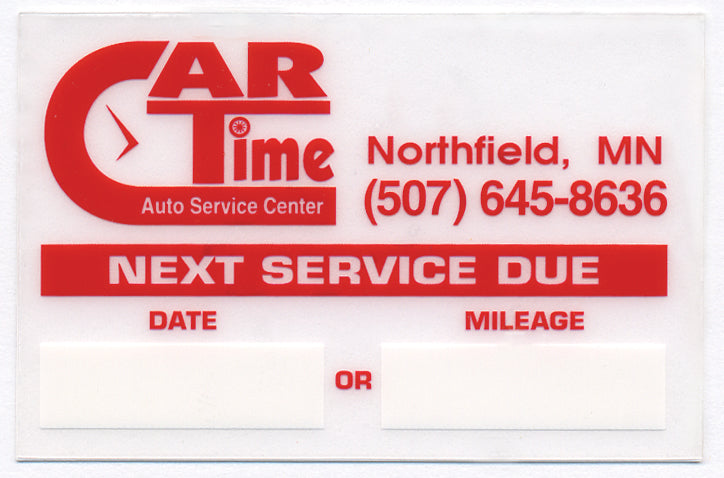 CAR
Time
Auto Service Center
Northfield, MN
(507) 645-8636
NEXT SERVICE DUE
DATE
MILEAGE
OR